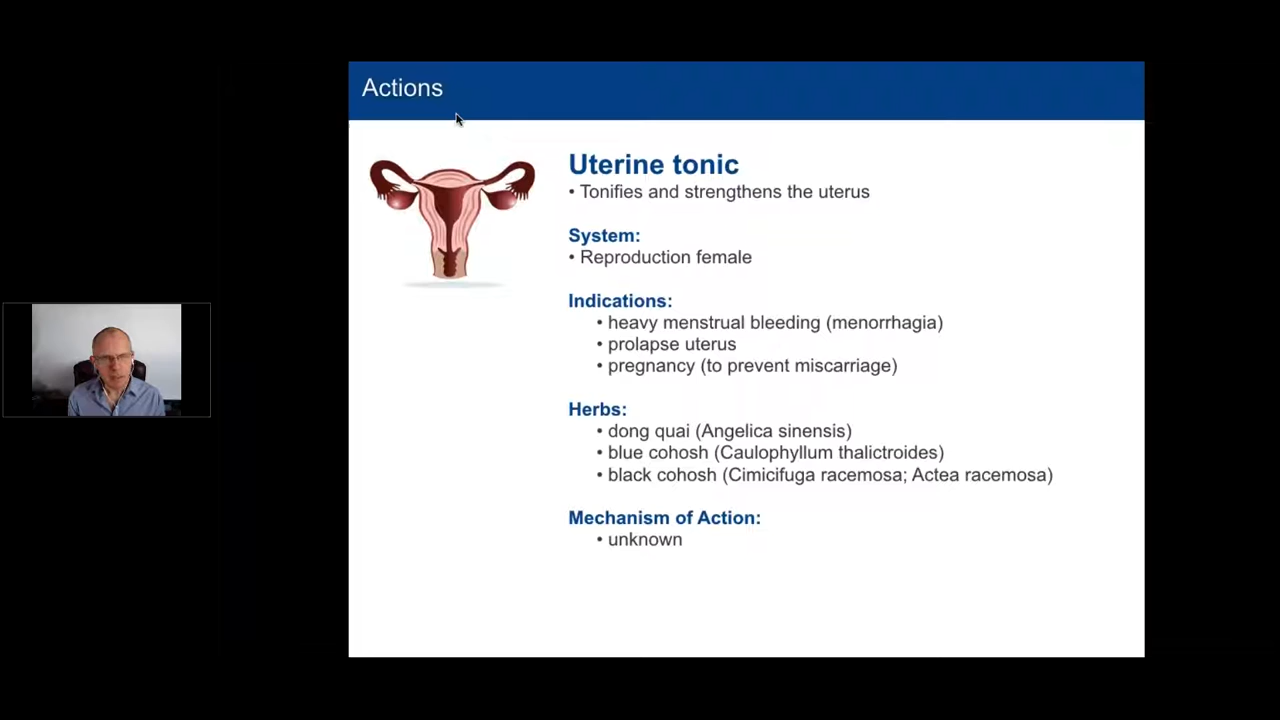 Actions
Uterine tonic
• Tonifies and strengthens the uterus
System:
• Reproduction female
Indications:
• heavy menstrual bleeding (menorrhagia)
• prolapse uterus
• pregnancy (to prevent miscarriage)
Herbs:
• dong quai (Angelica sinensis)
• blue cohosh (Caulophyllum thalictroides)
• black cohosh (Cimicifuga racemosa; Actea racemosa)
Mechanism of Action:
• unknown